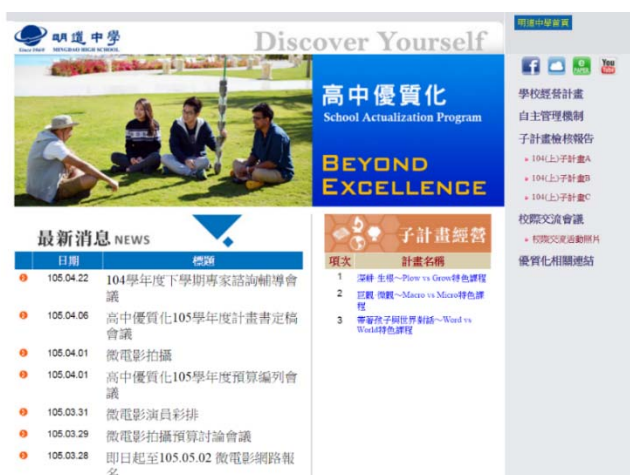 明道中學
Since 1969 MINGDAO HIGH SCHOOL
Discover Yourself
明道中學首頁
高中優質化
School Actualization Program
BEYOND
EXCELLENCE
e PAPER
You Tube
學校經營計畫
自主管理機制
子計畫檢核報告
104(上)子計畫A
104(上)子計畫B
104(上)子計畫C
校際交流會議
校際交流活動照片
優質化相關連結
最新消息 NEWS
日期 標題
105.04.22 104學年度下學期專家諮詢輔導會
議
105.04.06 高中優質化105學年度計畫書定稿
會議
105.04.01 微電影拍攝
105.04.01 高中優質化105學年度預算編列會
議
105.03.31 微電影演員彩排
105.03.29 微電影拍攝預算討論會議
105.03.28 即日起至105.05.02 微電影網路報
名
子計畫經營
項次 計畫名稱
1 深耕‧生根～Plow vs Grow特色課程
2 巨觀‧微觀～Macro vs Micro特色課
程
3 帶著孩子與世界對話～Word vs
World特色課程